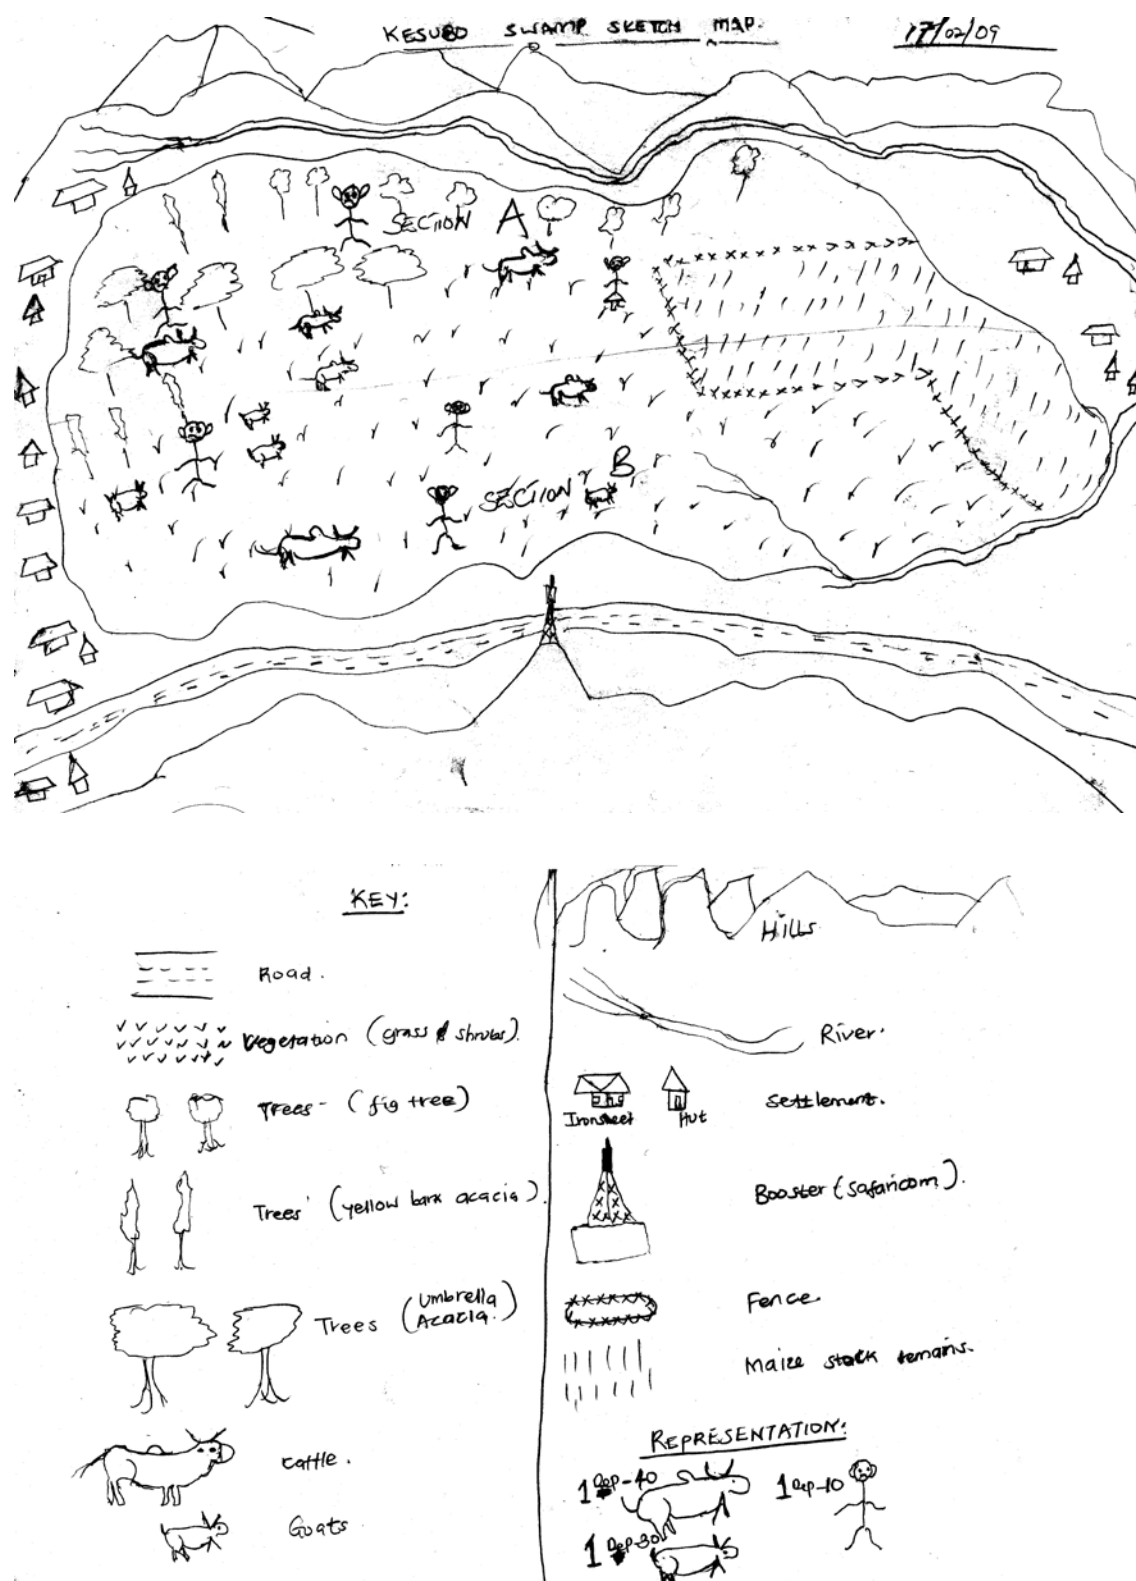 KESUBO SWAMP SKETCH MAP.
17/02/09
SECTION A
SECTION B
KEY:
Road.
Vegetation (grass & shrubs).
Trees - (fig tree)
Trees (yellow bark acacia).
Trees (Umbrella
Acacia.)
Cattle.
Goats
Hills
River.
Ironsheet
Hut
Settlement.
Booster (safaricom).
Fence.
Maize stock remains.
REPRESENTATION:
1 Rep-40
1 Rep-10
1 Rep-30